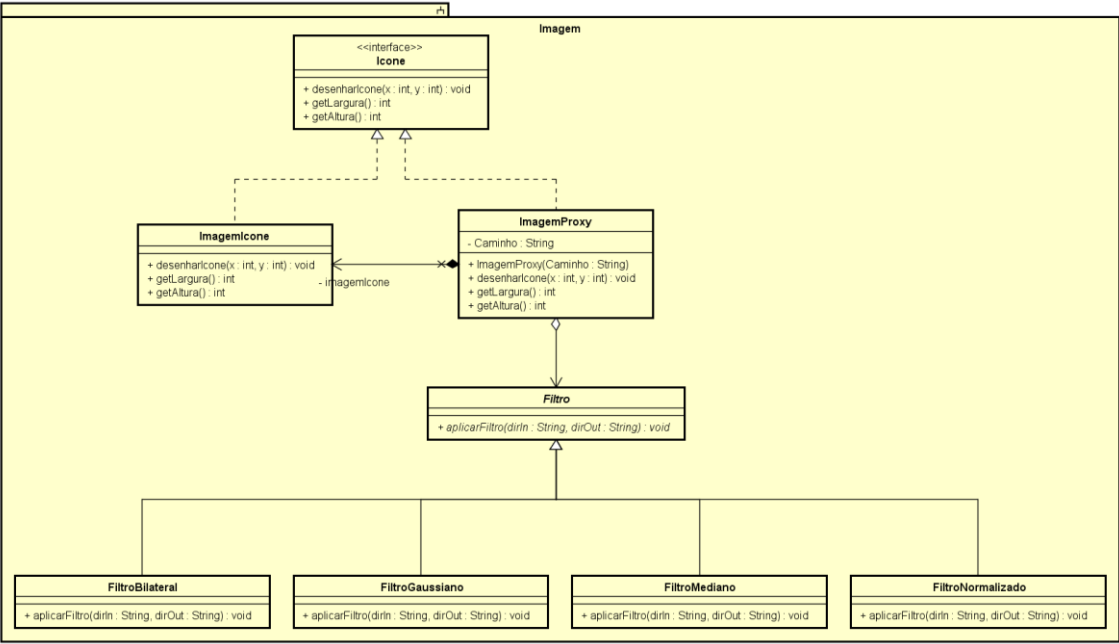 Imagem
<<interface>>
Icone
+ desenharIcone(x : int, y : int) : void
+ getLargura() : int
+ getAltura() : int
ImagemIcone
+ desenharIcone(x : int, y : int) : void
+ getLargura() : int
+ getAltura() : int
- imagemIcone
ImagemProxy
- Caminho : String
+ ImagemProxy(Caminho : String)
+ desenharIcone(x : int, y : int) : void
+ getLargura() : int
+ getAltura() : int
Filtro
+ aplicarFiltro(dirIn : String, dirOut : String) : void
FiltroBilateral
+ aplicarFiltro(dirIn : String, dirOut : String) : void
FiltroGaussiano
+ aplicarFiltro(dirIn : String, dirOut : String) : void
FiltroMediano
+ aplicarFiltro(dirIn : String, dirOut : String) : void
FiltroNormalizado
+ aplicarFiltro(dirIn : String, dirOut : String) : void